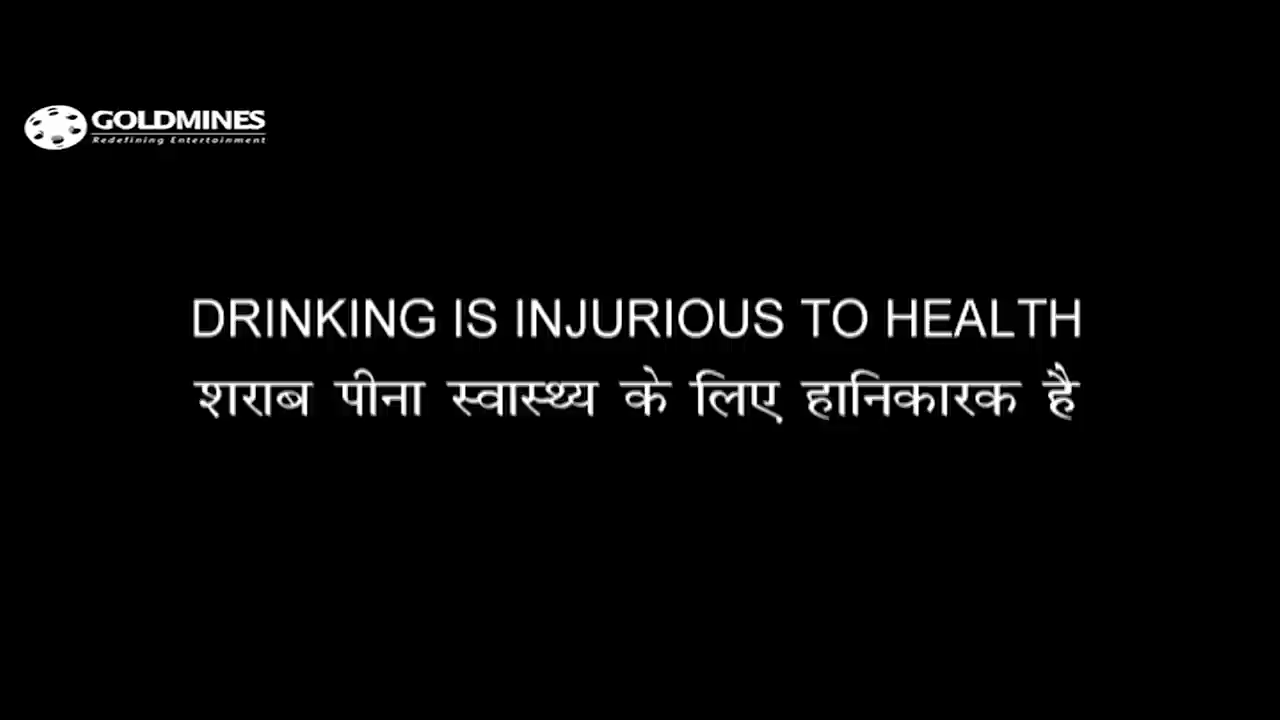 GOLDMINES
Redefining Entertainment
DRINKING IS INJURIOUS TO HEALTH
शराब पीना स्वास्थ्य के लिए हानिकारक है